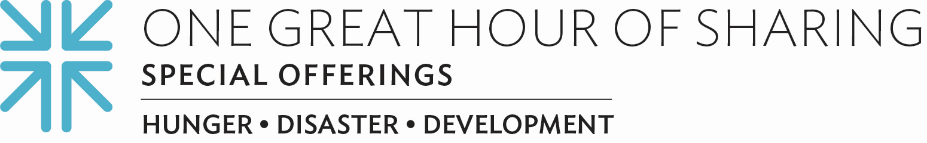 ONE GREAT HOUR OF SHARING
SPECIAL OFFERINGS
HUNGER • DISASTER • DEVELOPMENT